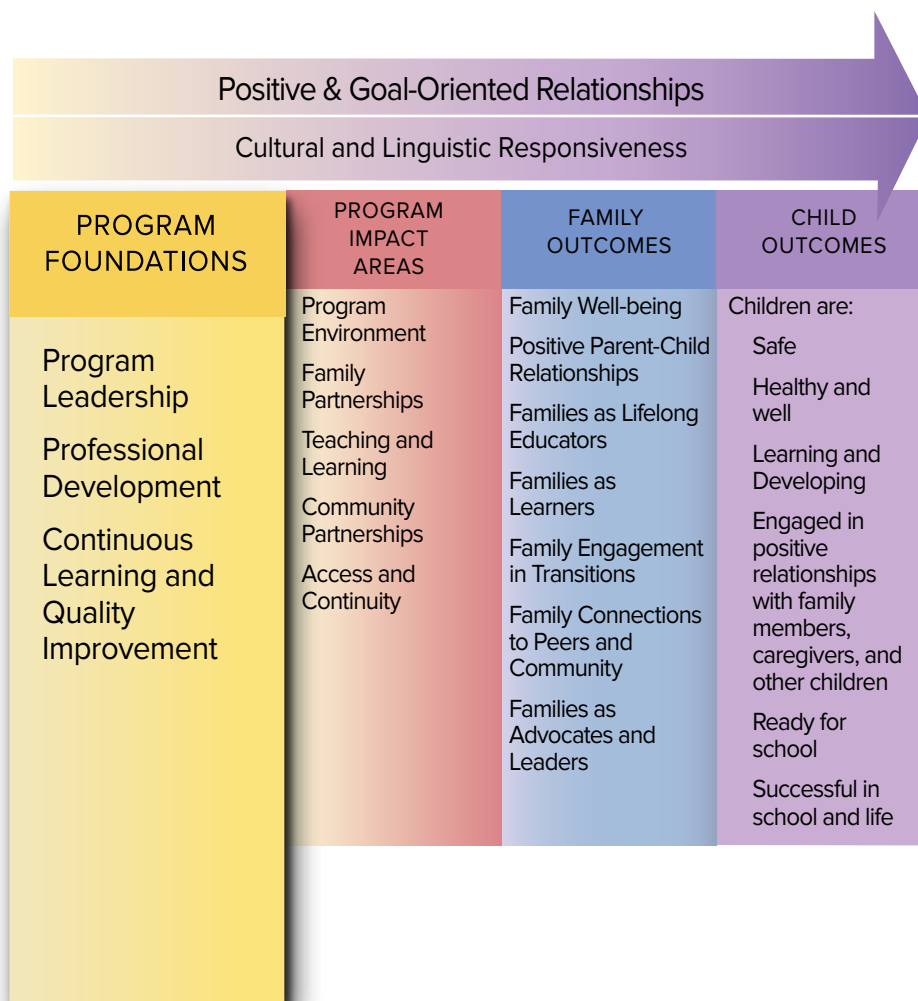 Positive & Goal-Oriented Relationships
Cultural and Linguistic Responsiveness
PROGRAM
FOUNDATIONS
Program
Leadership
Professional
Development
Continuous
Learning and
Quality
Improvement
PROGRAM
IMPACT
AREAS
Program
Environment
Family
Partnerships
Teaching and
Learning
Community
Partnerships
Access and
Continuity
FAMILY
OUTCOMES
Family Well-being
Positive Parent-Child
Relationships
Families as Lifelong
Educators
Families as
Learners
Family Engagement
in Transitions
Family Connections
to Peers and
Community
Families as
Advocates and
Leaders
CHILD
OUTCOMES
Children are:
Safe
Healthy and
well
Learning and
Developing
Engaged in
positive
relationships
with family
members,
caregivers, and
other children
Ready for
school
Successful in
school and life